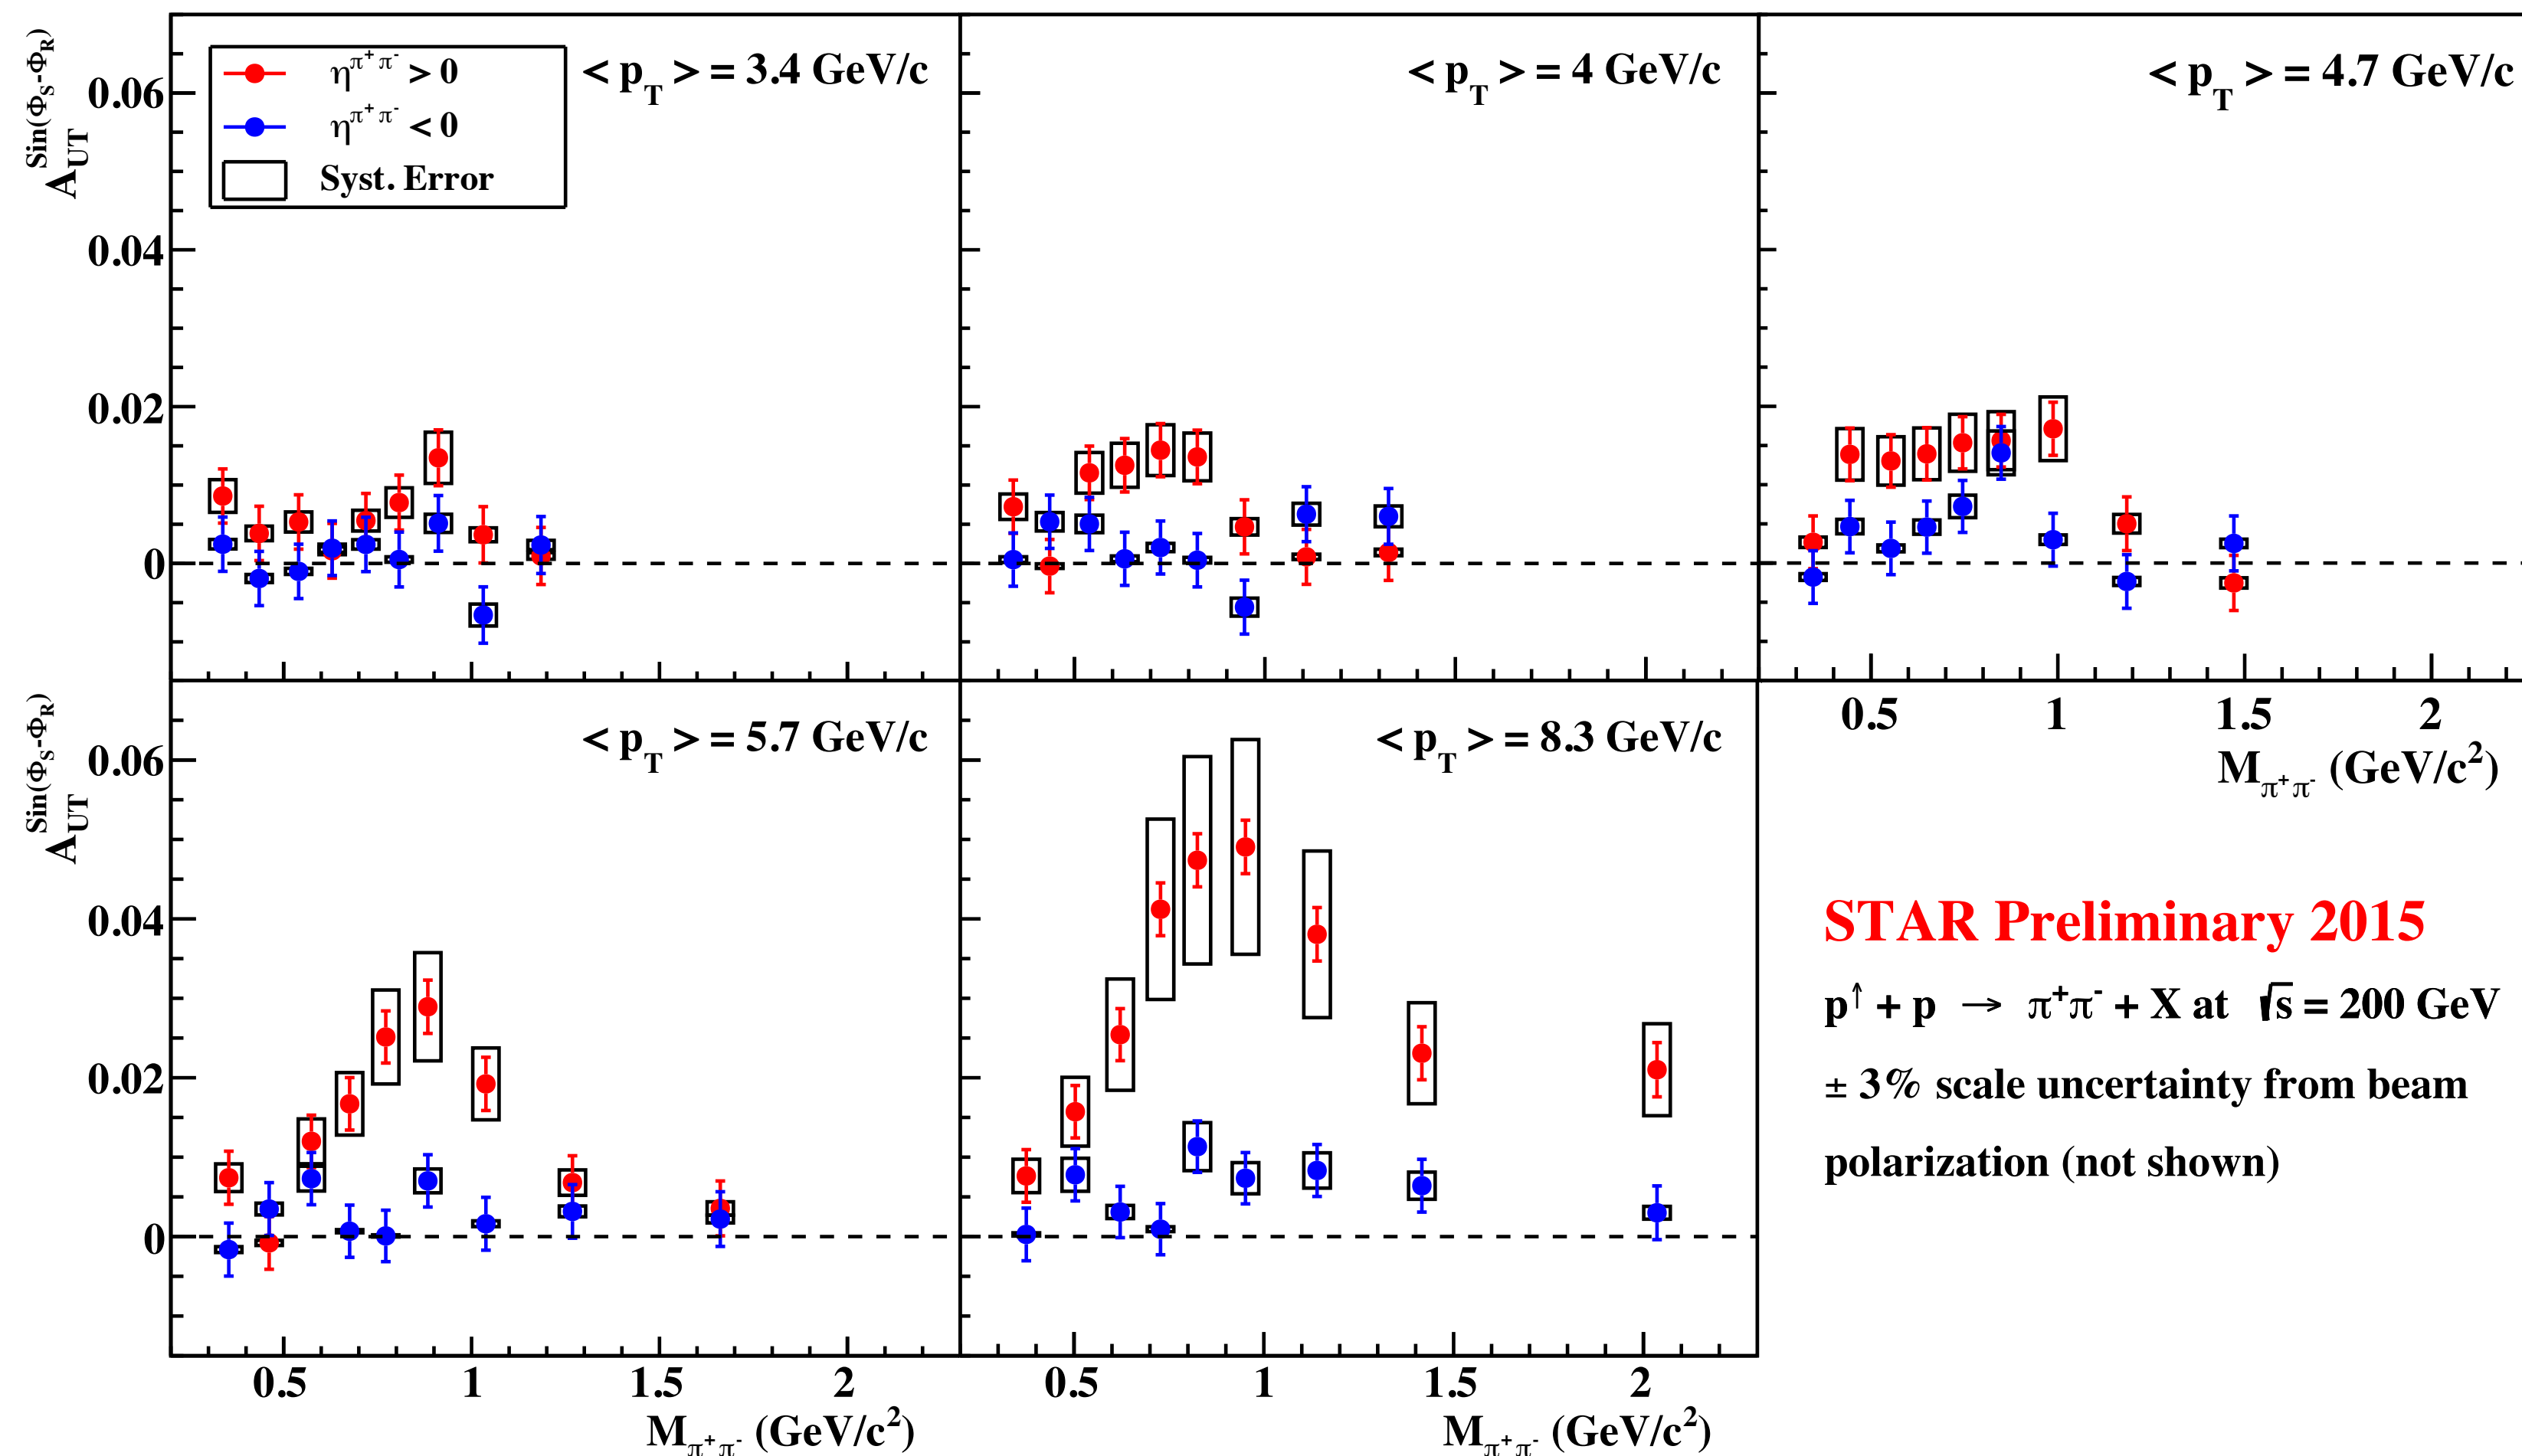 A_UT^Sin(Φ_S-Φ_R)
0.06
0.04
0.02
0
η^π⁺π⁻ > 0
η^π⁺π⁻ < 0
Syst. Error
< p_T > = 3.4 GeV/c
< p_T > = 4 GeV/c
< p_T > = 4.7 GeV/c
0.5 1 1.5 2
M_π⁺π⁻ (GeV/c²)
A_UT^Sin(Φ_S-Φ_R)
0.06
0.04
0.02
0
< p_T > = 5.7 GeV/c
< p_T > = 8.3 GeV/c
0.5 1 1.5 2
M_π⁺π⁻ (GeV/c²)
0.5 1 1.5 2
M_π⁺π⁻ (GeV/c²)
STAR Preliminary 2015
p^↑ + p → π⁺π⁻ + X at √s = 200 GeV
± 3% scale uncertainty from beam
polarization (not shown)